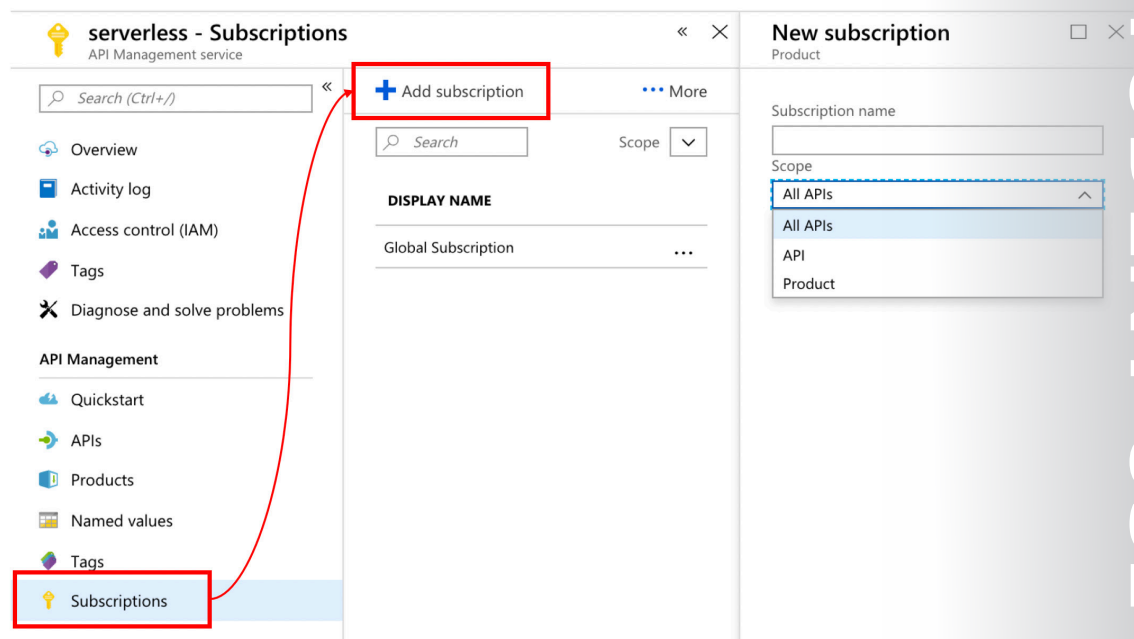 serverless - Subscriptions
API Management service
«
Search (Ctrl+/)
«
Overview
Activity log
Access control (IAM)
Tags
Diagnose and solve problems
API Management
Quickstart
APIs
Products
Named values
Tags
Subscriptions
Add subscription
... More
Search
Scope
DISPLAY NAME
Global Subscription
...
New subscription
Product
Subscription name
Scope
All APIs
All APIs
API
Product